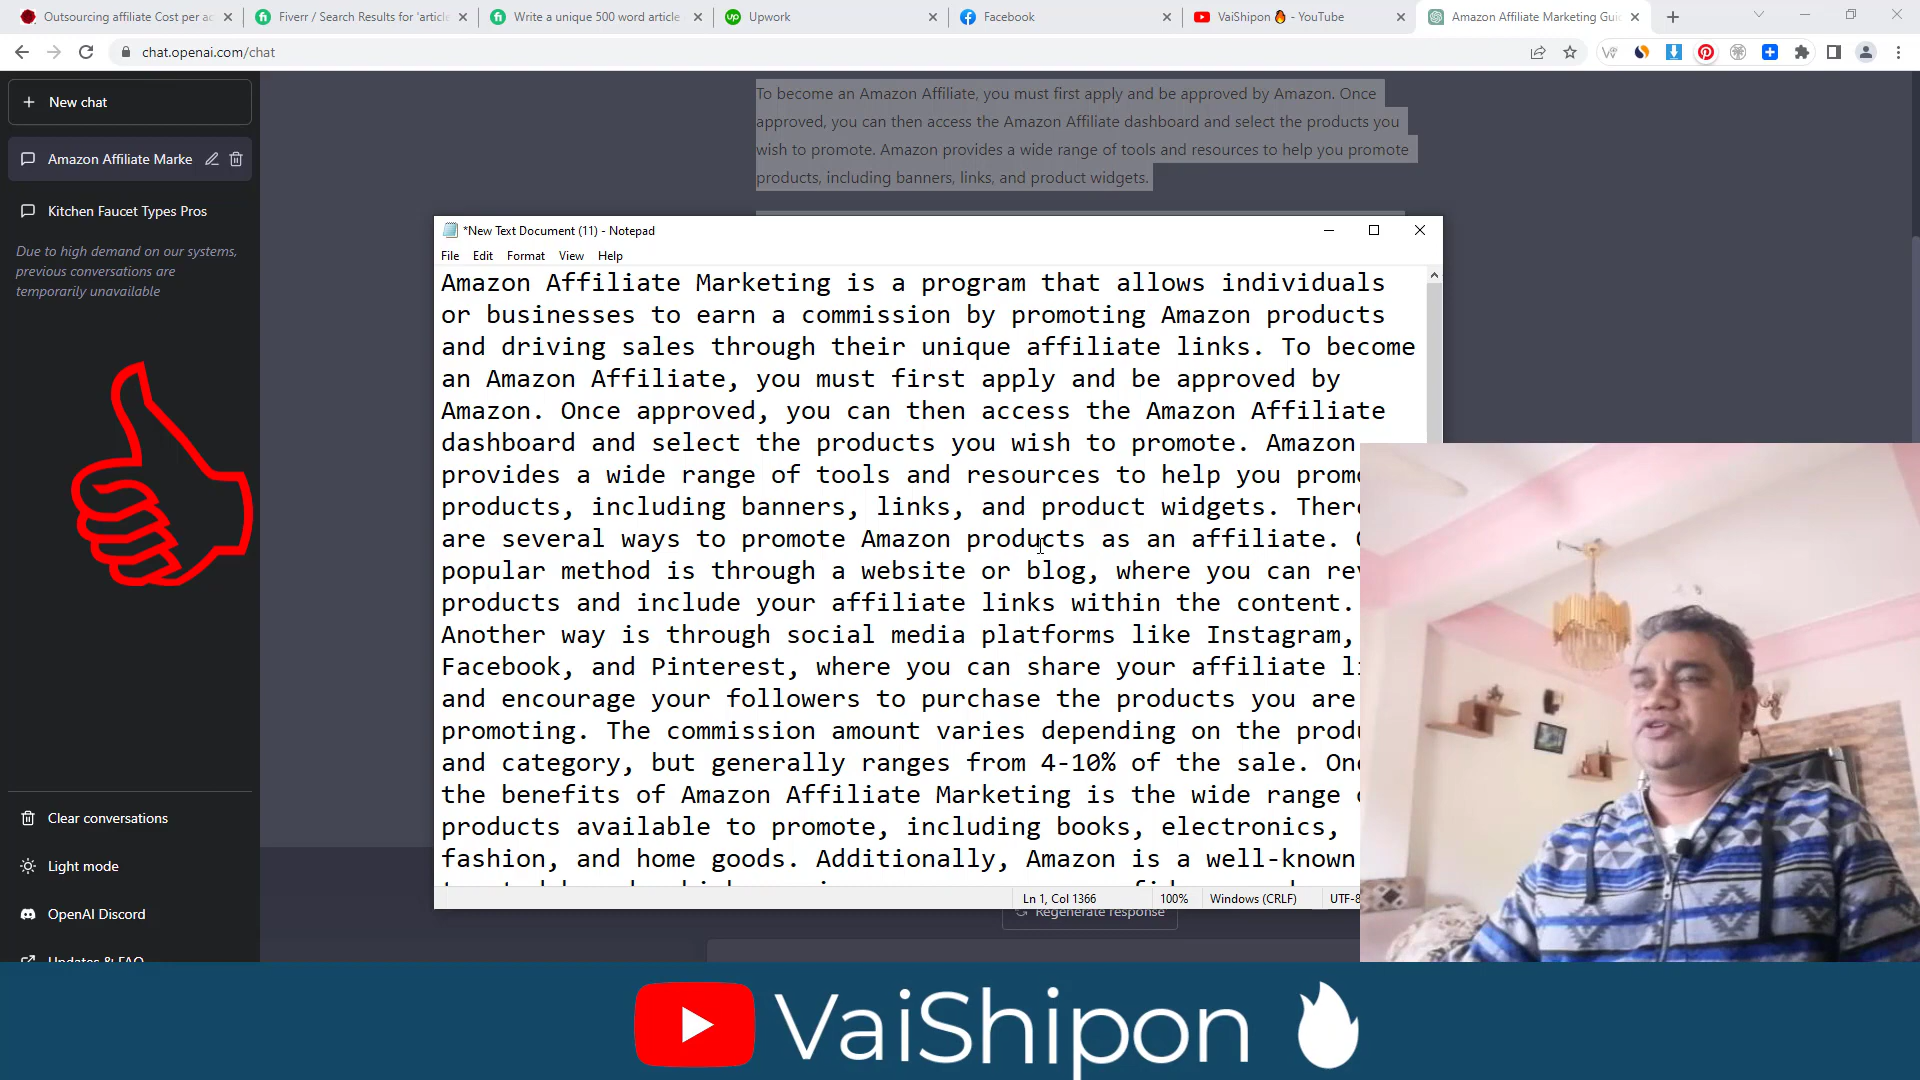 Outsourcing affiliate Cost per ac
Fiverr / Search Results for 'article
Write a unique 500 word article
Upwork
Facebook
VaiShipon 🔥 - YouTube
Amazon Affiliate Marketing Gui
chat.openai.com/chat
New chat
Amazon Affiliate Marke
Kitchen Faucet Types Pros
Due to high demand on our systems,
previous conversations are
temporarily unavailable
Clear conversations
Light mode
OpenAI Discord
Updates & FAQ
To become an Amazon Affiliate, you must first apply and be approved by Amazon. Once
approved, you can then access the Amazon Affiliate dashboard and select the products you
wish to promote. Amazon provides a wide range of tools and resources to help you promote
products, including banners, links, and product widgets.
*New Text Document (11) - Notepad
File Edit Format View Help
Amazon Affiliate Marketing is a program that allows individuals
or businesses to earn a commission by promoting Amazon products
and driving sales through their unique affiliate links. To become
an Amazon Affiliate, you must first apply and be approved by
Amazon. Once approved, you can then access the Amazon Affiliate
dashboard and select the products you wish to promote. Amazon
provides a wide range of tools and resources to help you promo
products, including banners, links, and product widgets. There
are several ways to promote Amazon products as an affiliate.
popular method is through a website or blog, where you can rev
products and include your affiliate links within the content.
Another way is through social media platforms like Instagram,
Facebook, and Pinterest, where you can share your affiliate li
and encourage your followers to purchase the products you are
promoting. The commission amount varies depending on the produ
and category, but generally ranges from 4-10% of the sale. One
the benefits of Amazon Affiliate Marketing is the wide range
products available to promote, including books, electronics,
fashion, and home goods. Additionally, Amazon is a well-known
Ln 1, Col 1366 100% Windows (CRLF) UTF-8
Regenerate response
VaiShipon